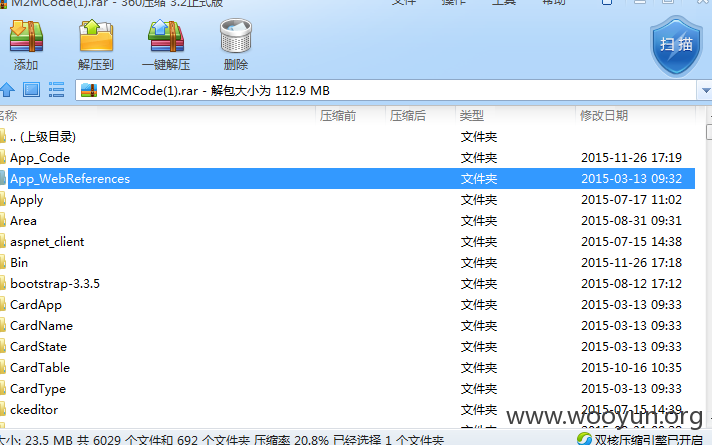 M2MCode(1).rar - 360压缩 3.2正式版 文件 操作 工具 帮助
添加 解压到 一键解压 删除 扫描
M2MCode(1).rar - 解包大小为 112.9 MB
名称 压缩前 压缩后 类型 修改日期
.. (上级目录) 文件夹
App_Code 文件夹 2015-11-26 17:19
App_WebReferences 文件夹 2015-03-13 09:32
Apply 文件夹 2015-07-17 11:02
Area 文件夹 2015-08-31 09:31
aspnet_client 文件夹 2015-07-15 14:38
Bin 文件夹 2015-11-26 17:18
bootstrap-3.3.5 文件夹 2015-08-12 17:12
CardApp 文件夹 2015-03-13 09:33
CardName 文件夹 2015-03-13 09:33
CardState 文件夹 2015-03-13 09:33
CardTable 文件夹 2015-10-16 10:35
CardType 文件夹 2015-03-13 09:33
ckeditor 文件夹 2015-07-15 14:39
www.wooyun.org
大小: 23.5 MB 共 6029 个文件和 692 个文件夹 压缩率 20.8% 已经选择 1 个文件夹 双核压缩引擎已开启